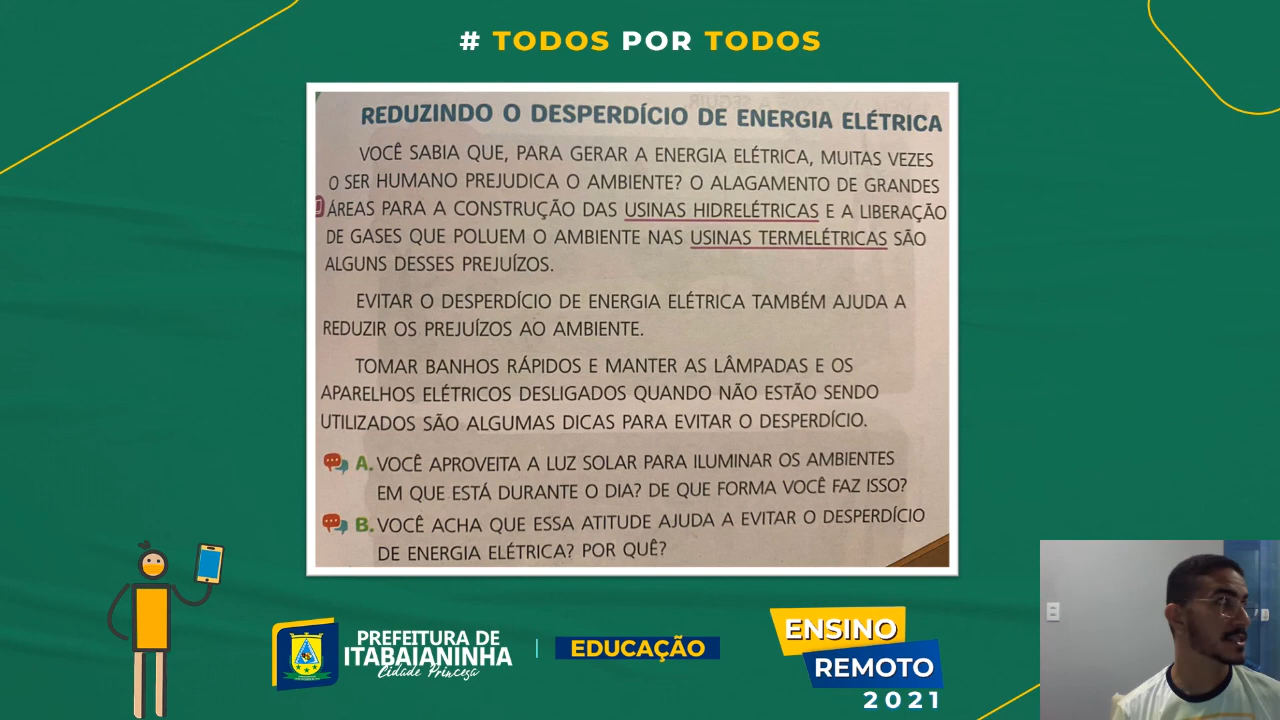 # TODOS POR TODOS
REDUZINDO O DESPERDÍCIO DE ENERGIA ELÉTRICA
VOCÊ SABIA QUE, PARA GERAR A ENERGIA ELÉTRICA, MUITAS VEZES
O SER HUMANO PREJUDICA O AMBIENTE? O ALAGAMENTO DE GRANDES
ÁREAS PARA A CONSTRUÇÃO DAS USINAS HIDRELÉTRICAS E A LIBERAÇÃO
DE GASES QUE POLUEM O AMBIENTE NAS USINAS TERMELÉTRICAS SÃO
ALGUNS DESSES PREJUÍZOS.
EVITAR O DESPERDÍCIO DE ENERGIA ELÉTRICA TAMBÉM AJUDA A
REDUZIR OS PREJUÍZOS AO AMBIENTE.
TOMAR BANHOS RÁPIDOS E MANTER AS LÂMPADAS E OS
APARELHOS ELÉTRICOS DESLIGADOS QUANDO NÃO ESTÃO SENDO
UTILIZADOS SÃO ALGUMAS DICAS PARA EVITAR O DESPERDÍCIO.
A. VOCÊ APROVEITA A LUZ SOLAR PARA ILUMINAR OS AMBIENTES
EM QUE ESTÁ DURANTE O DIA? DE QUE FORMA VOCÊ FAZ ISSO?
B. VOCÊ ACHA QUE ESSA ATITUDE AJUDA A EVITAR O DESPERDÍCIO
DE ENERGIA ELÉTRICA? POR QUÊ?
PREFEITURA DE
ITABAIANINHA
Cidade Princesa
EDUCAÇÃO
ENSINO
REMOTO
2021